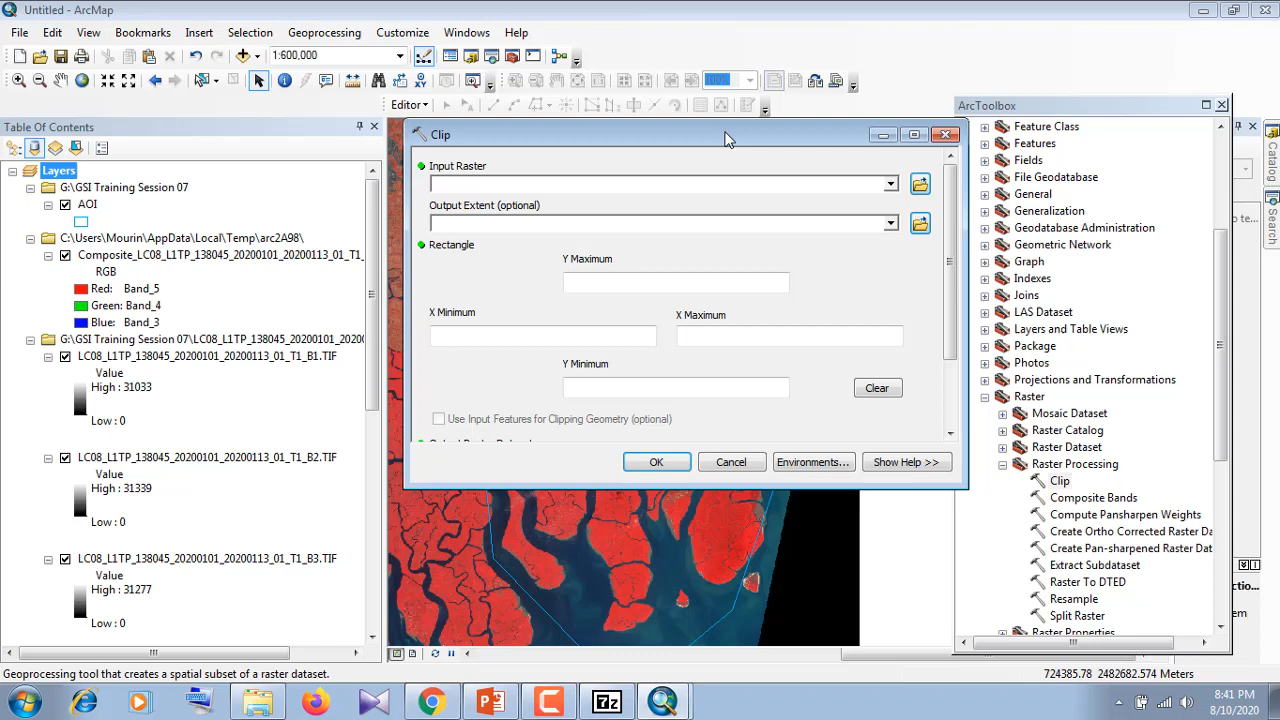 Untitled - ArcMap
File Edit View Bookmarks Insert Selection Geoprocessing Customize Windows Help
1:600,000
100%
Editor
ArcToolbox
Table Of Contents
Layers
G:\GSI Training Session 07
AOI
C:\Users\Mourin\AppData\Local\Temp\arc2A98\
Composite_LC08_L1TP_138045_20200101_20200113_01_T1_
RGB
Red: Band_5
Green: Band_4
Blue: Band_3
G:\GSI Training Session 07\LC08_L1TP_138045_20200101_202
LC08_L1TP_138045_20200101_20200113_01_T1_B1.TIF
Value
High : 31033
Low : 0
LC08_L1TP_138045_20200101_20200113_01_T1_B2.TIF
Value
High : 31339
Low : 0
LC08_L1TP_138045_20200101_20200113_01_T1_B3.TIF
Value
High : 31277
Low : 0
Clip
Input Raster
Output Extent (optional)
Rectangle
Y Maximum
X Minimum
X Maximum
Y Minimum
Clear
Use Input Features for Clipping Geometry (optional)
OK
Cancel
Environments...
Show Help >>
Feature Class
Features
Fields
File Geodatabase
General
Generalization
Geodatabase Administration
Geometric Network
Graph
Indexes
Joins
LAS Dataset
Layers and Table Views
Package
Photos
Projections and Transformations
Raster
Mosaic Dataset
Raster Catalog
Raster Dataset
Raster Processing
Clip
Composite Bands
Compute Pansharpen Weights
Create Ortho Corrected Raster Da
Create Pan-sharpened Raster Dat
Extract Subdataset
Raster To DTED
Resample
Split Raster
Raster Properties
Catalog
Search
Geoprocessing tool that creates a spatial subset of a raster dataset.
724385.78 2482682.574 Meters
8:41 PM
8/10/2020